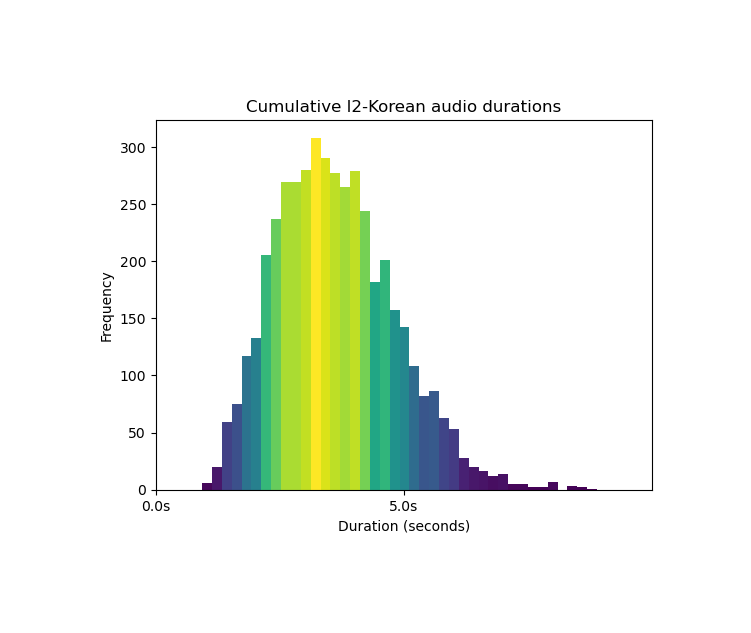 Cumulative l2-Korean audio durations
300
250
200
150
100
50
0
Frequency
0.0s
5.0s
Duration (seconds)